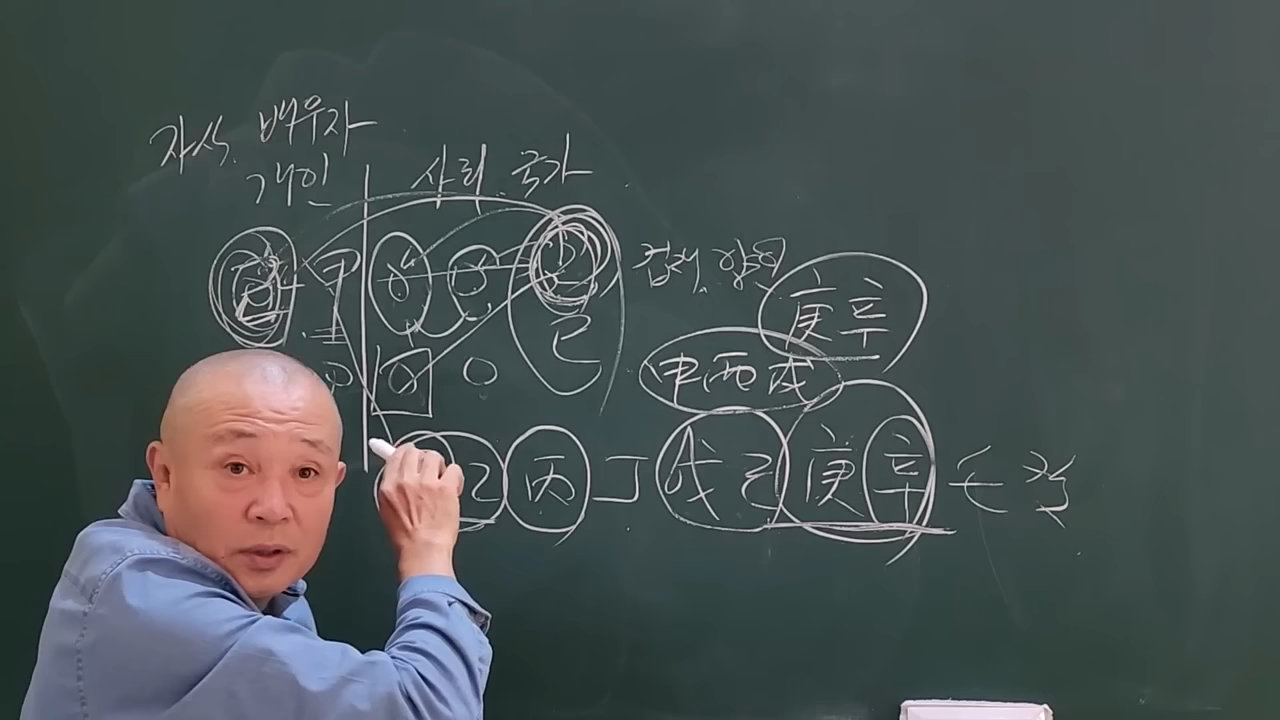 자식 배우자
개인 사회 국가
甲 겁재 양인
庚辛
巳
申酉戌
乙 丙 丁 戊 己 庚 辛 壬 癸